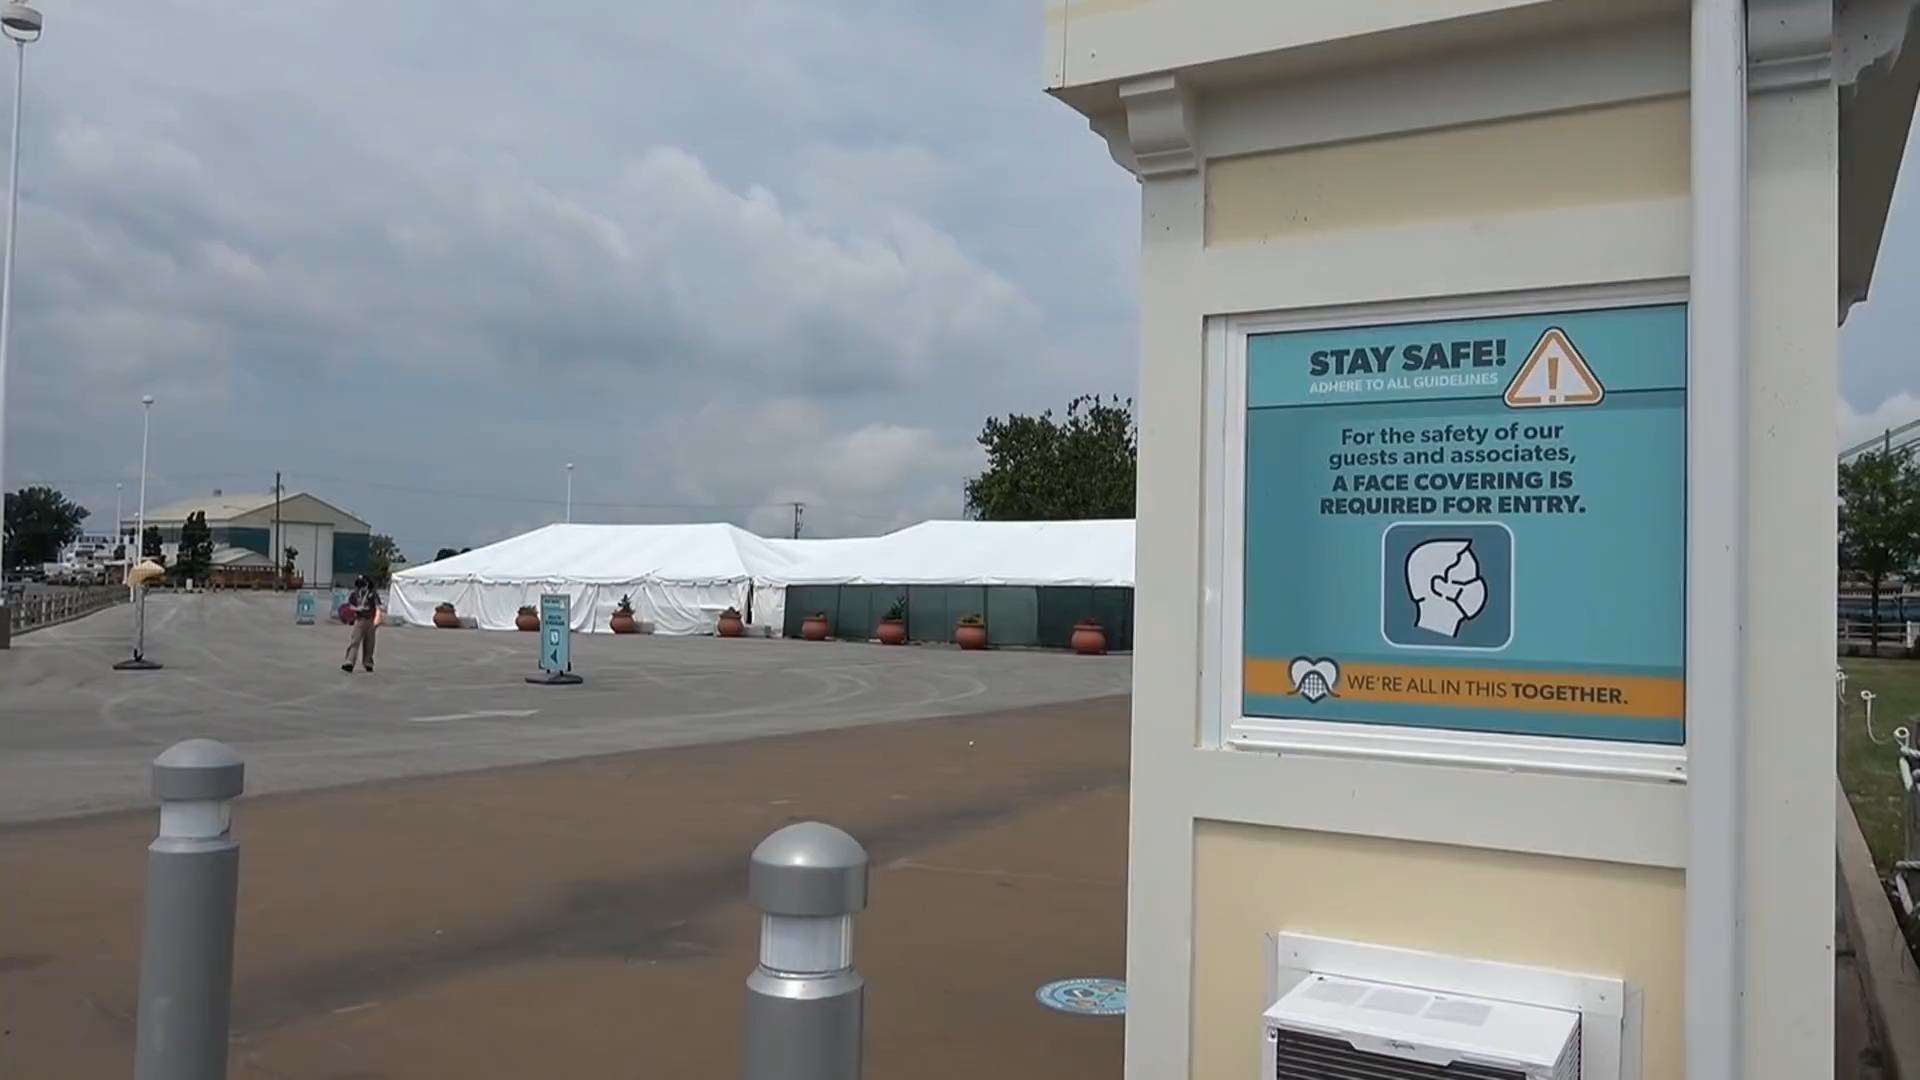 STAY SAFE!
ADHERE TO ALL GUIDELINES
For the safety of our
guests and associates,
A FACE COVERING IS
REQUIRED FOR ENTRY.
WE'RE ALL IN THIS TOGETHER.